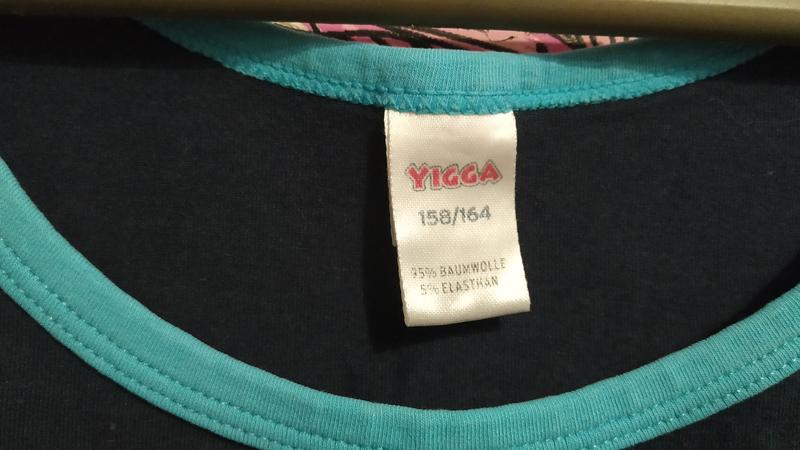 YIGGA
158/164
95% BAUMWOLLE
5% ELASTHAN